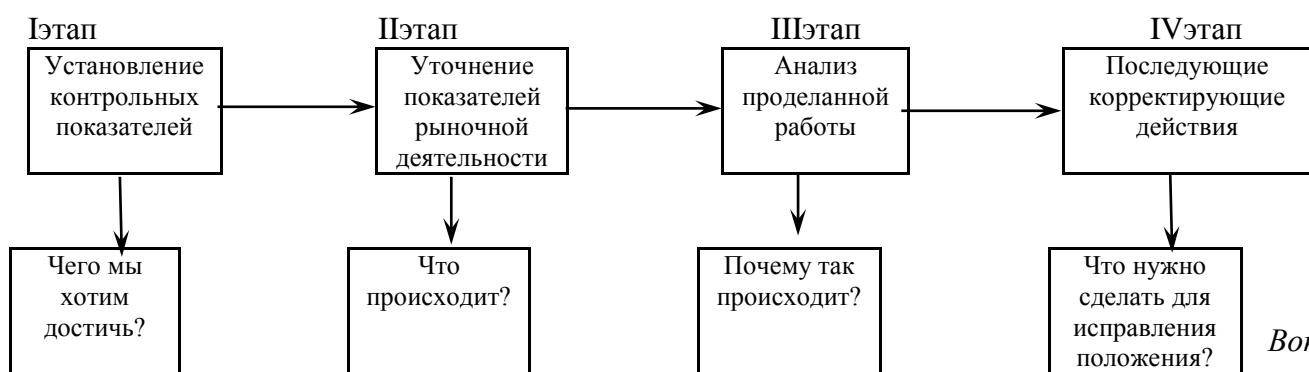 Iэтап
IIэтап
IIIэтап
IVэтап
Установление
контрольных
показателей
Уточнение
показателей
рыночной
деятельности
Анализ
проделанной
работы
Последующие
корректирующие
действия
Чего мы
хотим
достичь?
Что
происходит?
Почему так
происходит?
Что нужно
сделать для
исправления
положения?